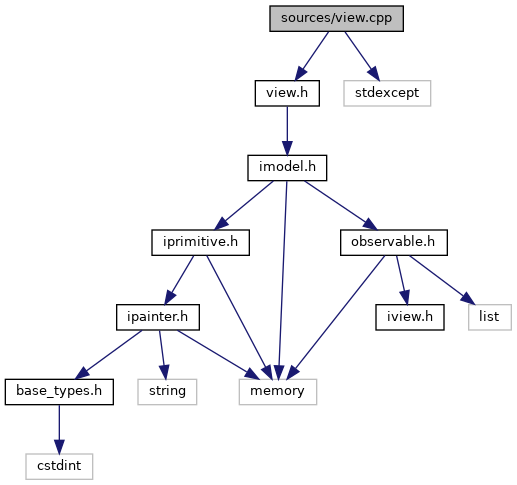 sources/view.cpp
view.h
stdexcept
imodel.h
iprimitive.h
observable.h
ipainter.h
iview.h
list
base_types.h
string
memory
cstdint